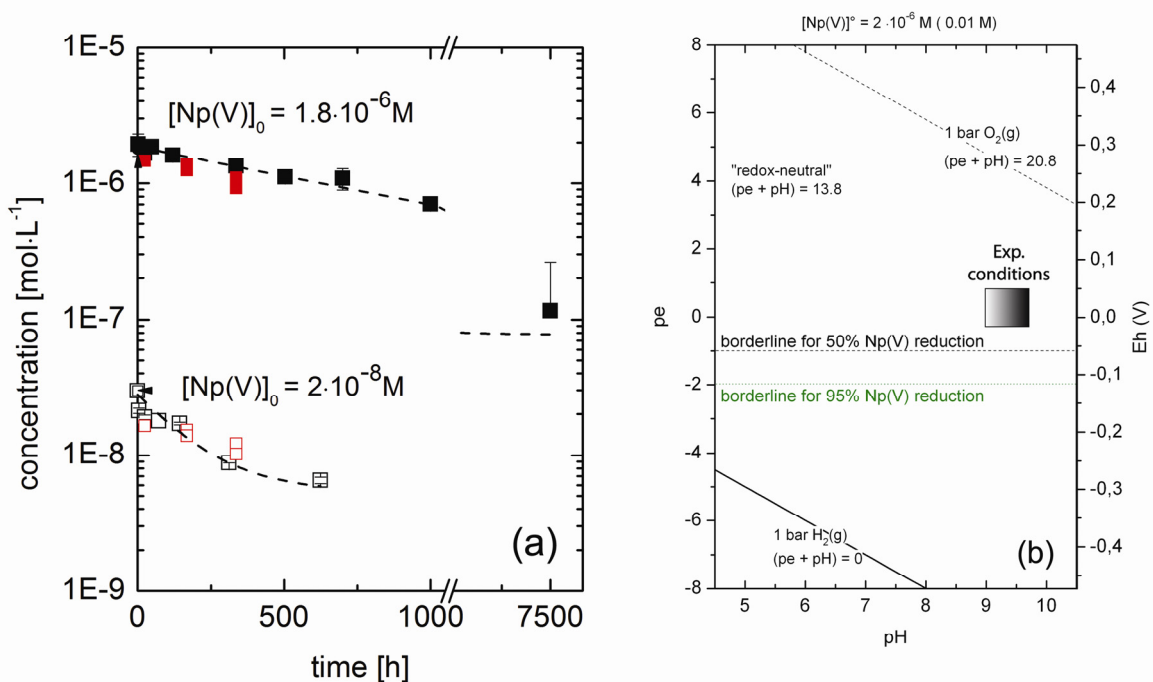 1E-5
1E-6
1E-7
1E-8
1E-9
concentration [mol·L⁻¹]
[Np(V)]₀ = 1.8·10⁻⁶M
[Np(V)]₀ = 2·10⁻⁸M
(a)
0 500 1000 7500
time [h]
[Np(V)]° = 2 ·10⁻⁶ M ( 0.01 M)
8
6
4
2
0
-2
-4
-6
-8
pe
1 bar O₂(g)
(pe + pH) = 20.8
"redox-neutral"
(pe + pH) = 13.8
Exp.
conditions
borderline for 50% Np(V) reduction
borderline for 95% Np(V) reduction
1 bar H₂(g)
(pe + pH) = 0
(b)
0,4
0,3
0,2
0,1
0,0
-0,1
-0,2
-0,3
-0,4
Eh (V)
5 6 7 8 9 10
pH